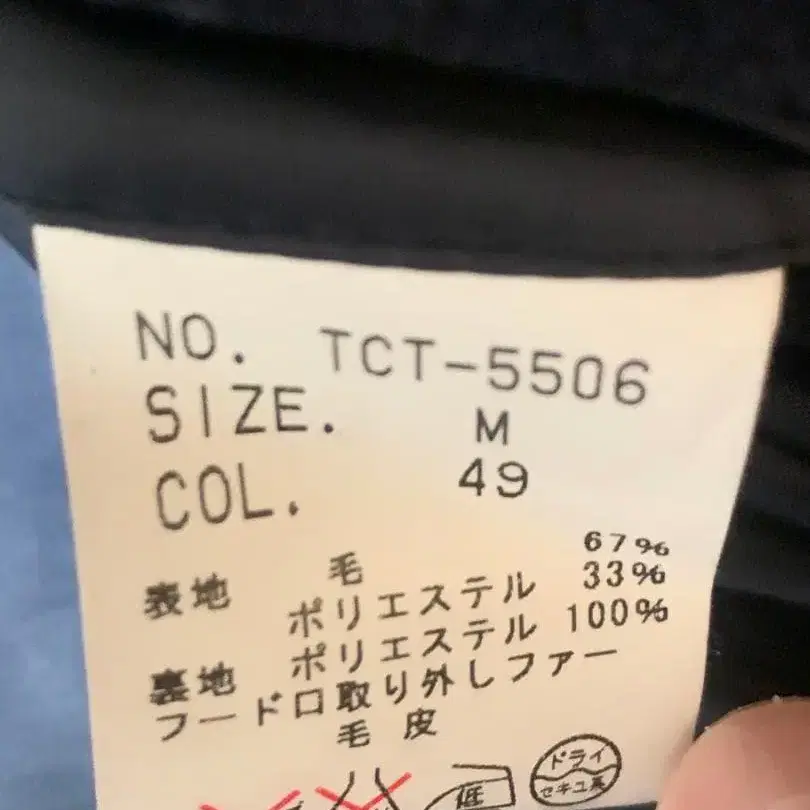 NO. TCT-5506
SIZE. M
COL. 49
表地 毛 67%
ポリエステル 33%
裏地 ポリエステル 100%
フード口取り外しファー
毛皮
低
ドライ
セキユ系